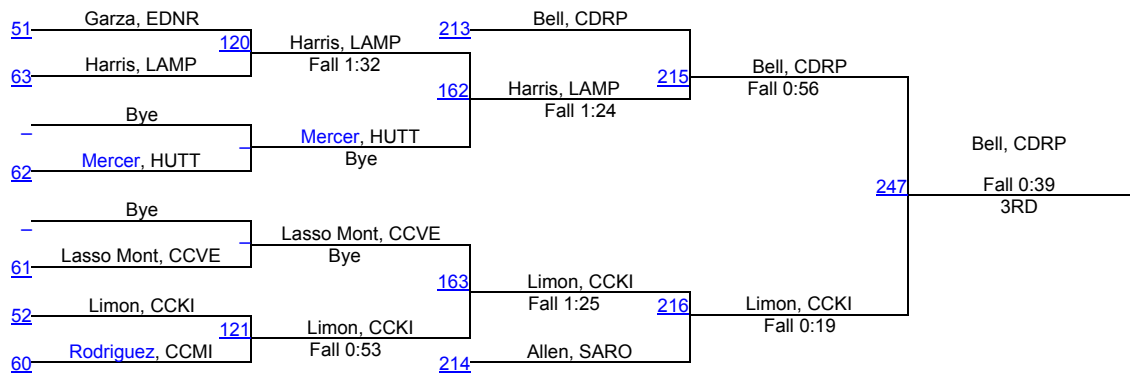 Garza, EDNR
Bell, CDRP
51
213
120
Harris, LAMP
Fall 1:32
Harris, LAMP
63
Bell, CDRP
215
Fall 0:56
162
Harris, LAMP
Fall 1:24
Bye
–
Mercer, HUTT
–
Bye
Mercer, HUTT
62
Bell, CDRP
247
Fall 0:39
3RD
Bye
–
Lasso Mont, CCVE
–
Bye
Lasso Mont, CCVE
61
163
Limon, CCKI
Fall 1:25
Limon, CCKI
52
216
Limon, CCKI
Fall 0:19
121
Limon, CCKI
Fall 0:53
Rodriguez, CCMI
60
Allen, SARO
214